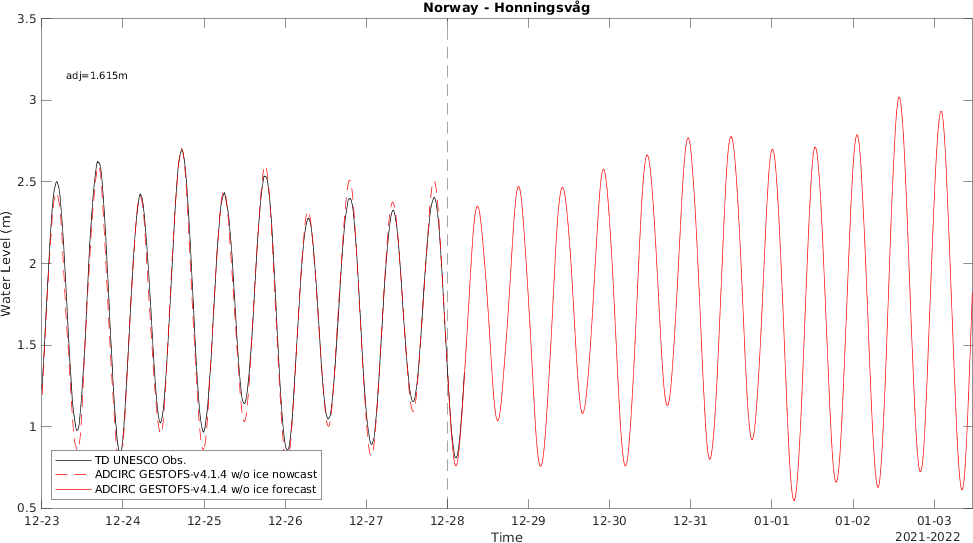 Norway - Honningsvåg
3.5
adj=1.615m
3
2.5
2
1.5
1
0.5
Water Level (m)
TD UNESCO Obs.
ADCIRC GESTOFS-v4.1.4 w/o ice nowcast
ADCIRC GESTOFS-v4.1.4 w/o ice forecast
12-23 12-24 12-25 12-26 12-27 12-28 12-29 12-30 12-31 01-01 01-02 01-03
Time
2021-2022